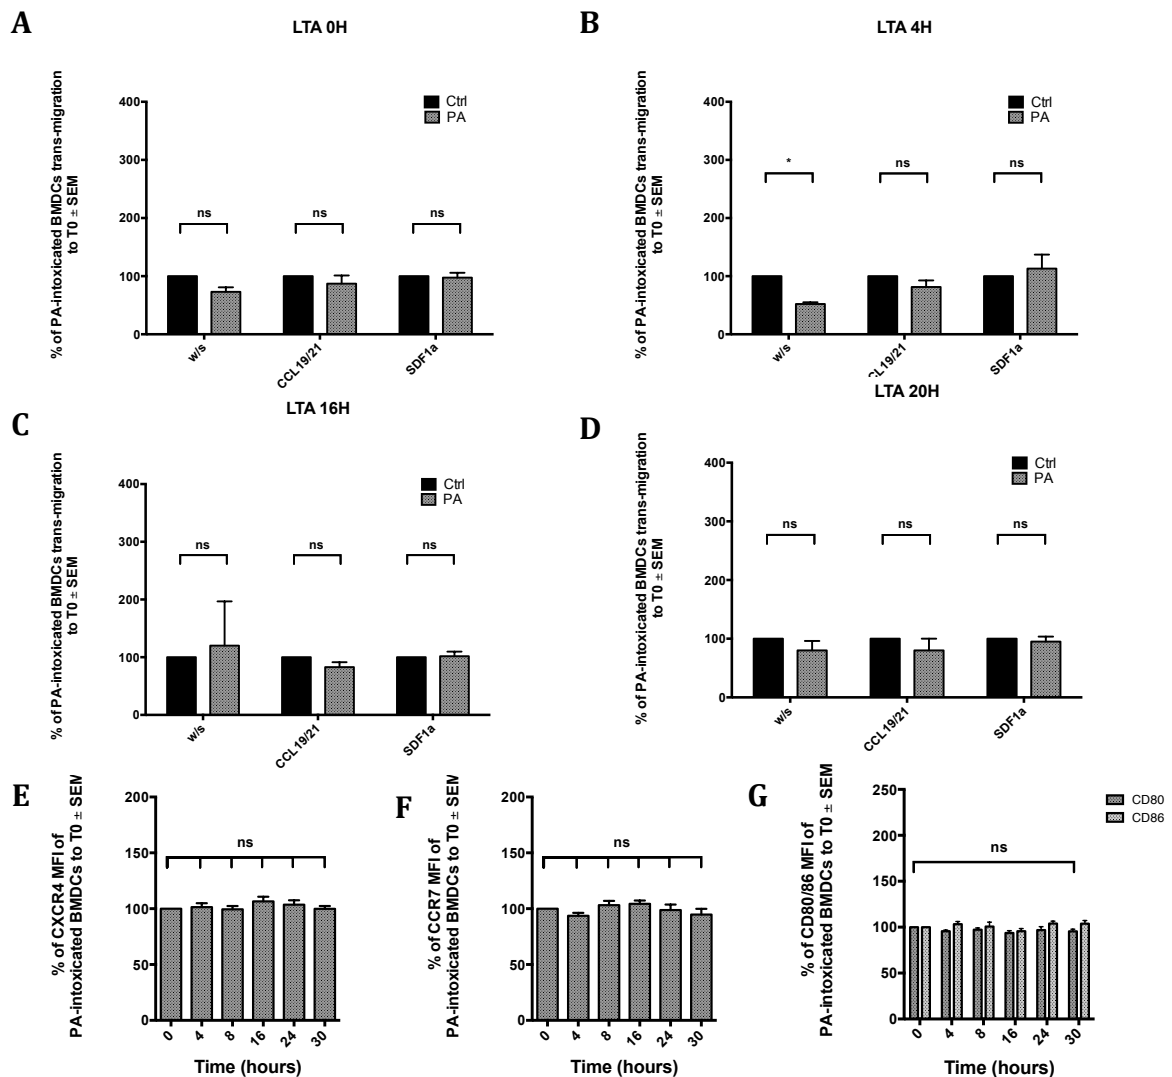 A
LTA 0H
% of PA-intoxicated BMDCs trans-migration
to T0 ± SEM
400
300
200
100
0
Ctrl
PA
ns
ns
ns
w/s
CCL19/21
SDF1a
B
LTA 4H
% of PA-intoxicated BMDCs trans-migration
to T0 ± SEM
400
300
200
100
0
Ctrl
PA
*
ns
ns
w/s
CL19/21
SDF1a
C
LTA 16H
% of PA-intoxicated BMDCs trans-migration
to T0 ± SEM
400
300
200
100
0
Ctrl
PA
ns
ns
ns
w/s
CCL19/21
SDF1a
D
LTA 20H
% of PA-intoxicated BMDCs trans-migration
to T0 ± SEM
400
300
200
100
0
Ctrl
PA
ns
ns
ns
w/s
CCL19/21
SDF1a
E
% of CXCR4 MFI of
PA-intoxicated BMDCs to T0 ± SEM
200
150
100
50
0
ns
0
4
8
16
24
30
Time (hours)
F
% of CCR7 MFI of
PA-intoxicated BMDCs to T0 ± SEM
200
150
100
50
0
ns
0
4
8
16
24
30
Time (hours)
G
% of CD80/86 MFI of
PA-intoxicated BMDCs to T0 ± SEM
250
200
150
100
50
0
CD80
CD86
ns
0
4
8
16
24
30
Time (hours)